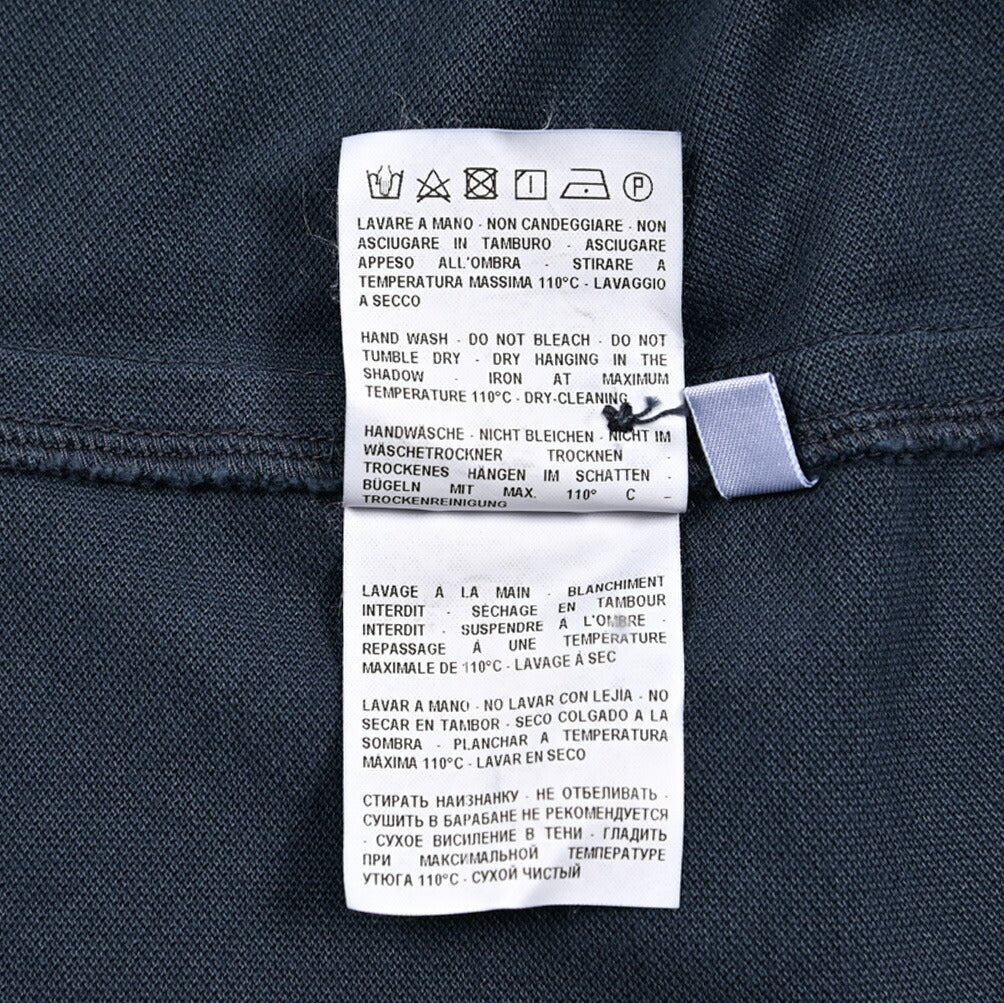 P
LAVARE A MANO - NON CANDEGGIARE - NON
ASCIUGARE IN TAMBURO - ASCIUGARE
APPESO ALL'OMBRA - STIRARE A
TEMPERATURA MASSIMA 110°C - LAVAGGIO
A SECCO
HAND WASH - DO NOT BLEACH - DO NOT
TUMBLE DRY - DRY HANGING IN THE
SHADOW - IRON AT MAXIMUM
TEMPERATURE 110°C - DRY-CLEANING
HANDWÄSCHE - NICHT BLEICHEN - NICHT IM
WÄSCHETROCKNER TROCKNEN -
TROCKENES HÄNGEN IM SCHATTEN -
BÜGELN MIT MAX. 110° C –
TROCKENREINIGUNG
LAVAGE A LA MAIN - BLANCHIMENT
INTERDIT - SÉCHAGE EN TAMBOUR
INTERDIT - SUSPENDRE A L'OMBRE -
REPASSAGE À UNE TEMPÉRATURE
MAXIMALE DE 110°C - LAVAGE À SEC
LAVAR A MANO - NO LAVAR CON LEJÍA - NO
SECAR EN TAMBOR - SECO COLGADO A LA
SOMBRA - PLANCHAR A TEMPERATURA
MÁXIMA 110°C - LAVAR EN SECO
СТИРАТЬ НАИЗНАНКУ - НЕ ОТБЕЛИВАТЬ -
СУШИТЬ В БАРАБАНЕ НЕ РЕКОМЕНДУЕТСЯ
- СУХОЕ ВИСИЛЕНИЕ В ТЕНИ - ГЛАДИТЬ
ПРИ МАКСИМАЛЬНОЙ ТЕМПЕРАТУРЕ
УТЮГА 110°C - СУХОЙ ЧИСТЫЙ